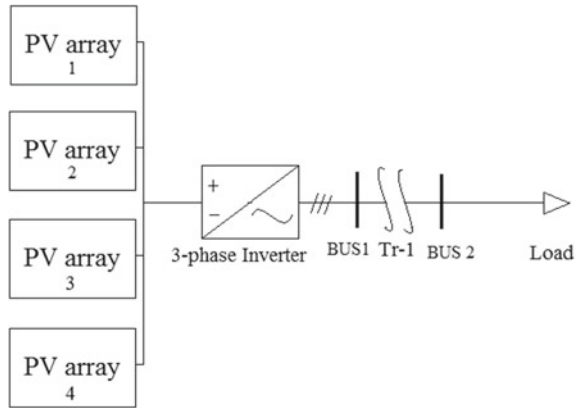 PV array
1
PV array
2
PV array
3
PV array
4
+
−
3-phase Inverter
BUS1
Tr-1
BUS 2
Load